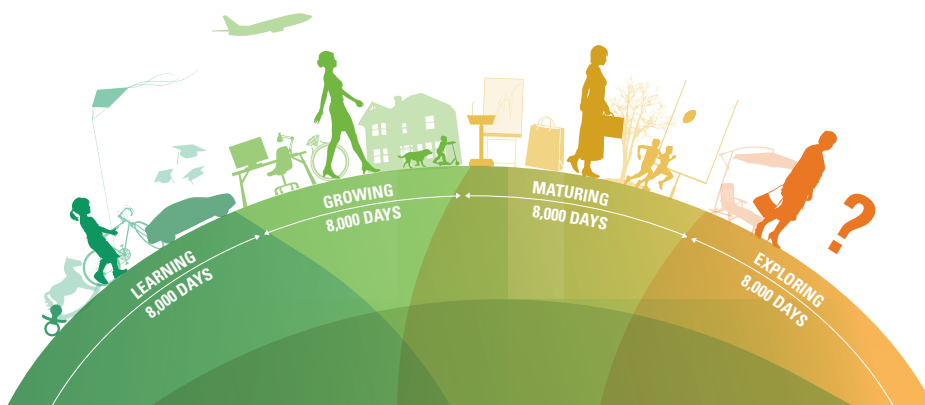 LEARNING
8,000 DAYS
GROWING
8,000 DAYS
MATURING
8,000 DAYS
EXPLORING
8,000 DAYS
?